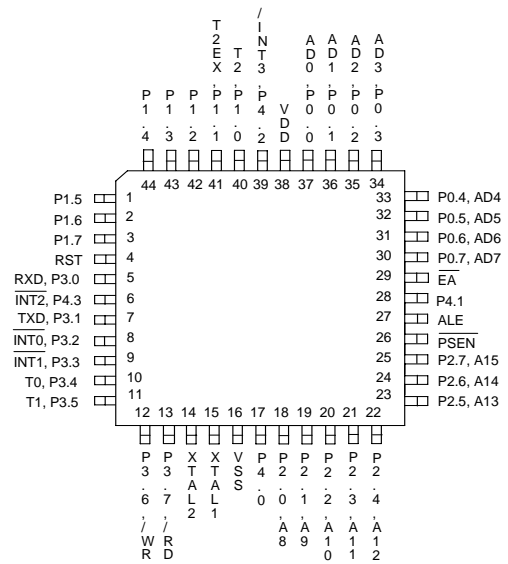 P1.4
P1.3
P1.2
T2EX, P1.1
T2, P1.0
/INT3, P4.2
VDD
AD0, P0.0
AD1, P0.1
AD2, P0.2
AD3, P0.3
44 43 42 41 40 39 38 37 36 35 34
P1.5 1
P1.6 2
P1.7 3
RST 4
RXD, P3.0 5
INT2, P4.3 6
TXD, P3.1 7
INT0, P3.2 8
INT1, P3.3 9
T0, P3.4 10
T1, P3.5 11
33 P0.4, AD4
32 P0.5, AD5
31 P0.6, AD6
30 P0.7, AD7
29 EA
28 P4.1
27 ALE
26 PSEN
25 P2.7, A15
24 P2.6, A14
23 P2.5, A13
12 13 14 15 16 17 18 19 20 21 22
P3.6, /WR
P3.7, /RD
XTAL2
XTAL1
VSS
P4.0
P2.0, A8
P2.1, A9
P2.2, A10
P2.3, A11
P2.4, A12